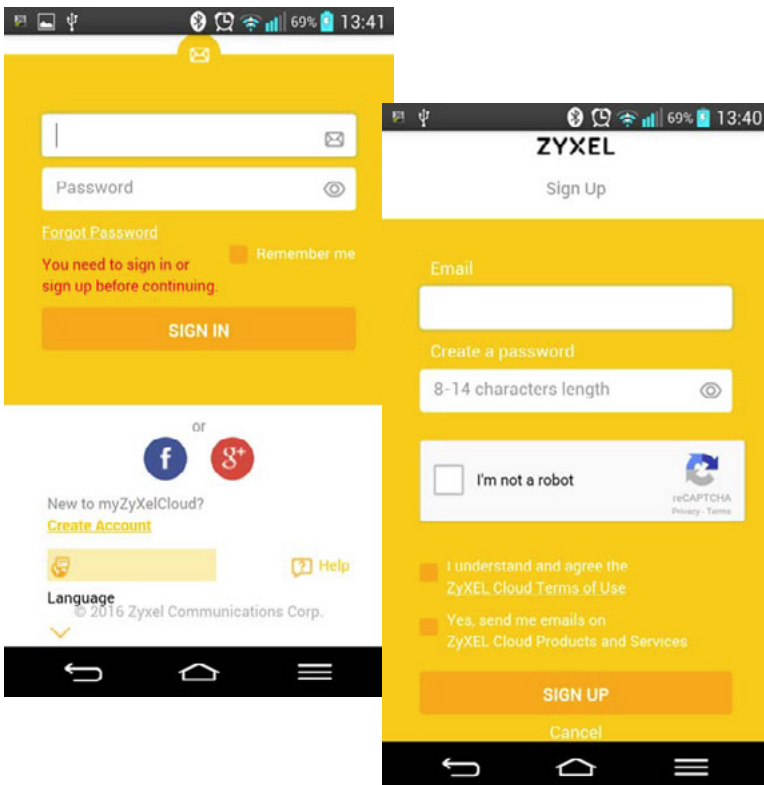 69% 13:41
Password
Forgot Password
Remember me
You need to sign in or
sign up before continuing.
SIGN IN
or
f g+
New to myZyXelCloud?
Create Account
? Help
Language
© 2016 Zyxel Communications Corp.
69% 13:40
ZYXEL
Sign Up
Email
Create a password
8-14 characters length
I'm not a robot
reCAPTCHA
Privacy - Terms
I understand and agree the
ZyXEL Cloud Terms of Use
Yes, send me emails on
ZyXEL Cloud Products and Services
SIGN UP
Cancel